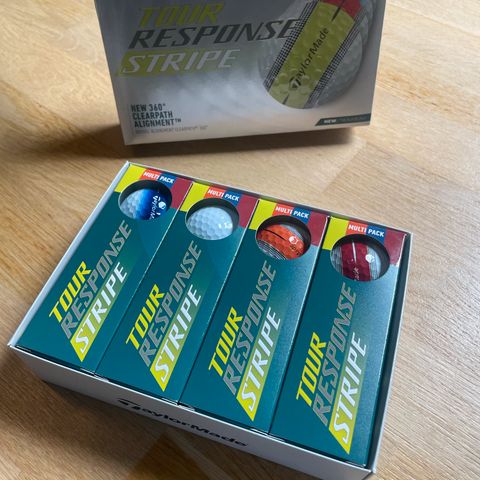 TOUR
RESPONSE
STRIPE
TaylorMade
NEW 360°
CLEARPATH
ALIGNMENT™
NEW
MULTI PACK
MULTI PACK
MULTI PACK
MULTI PACK
TOUR
RESPONSE
STRIPE
TOUR
RESPONSE
STRIPE
TOUR
RESPONSE
STRIPE
TOUR
RESPONSE
STRIPE
TaylorMade